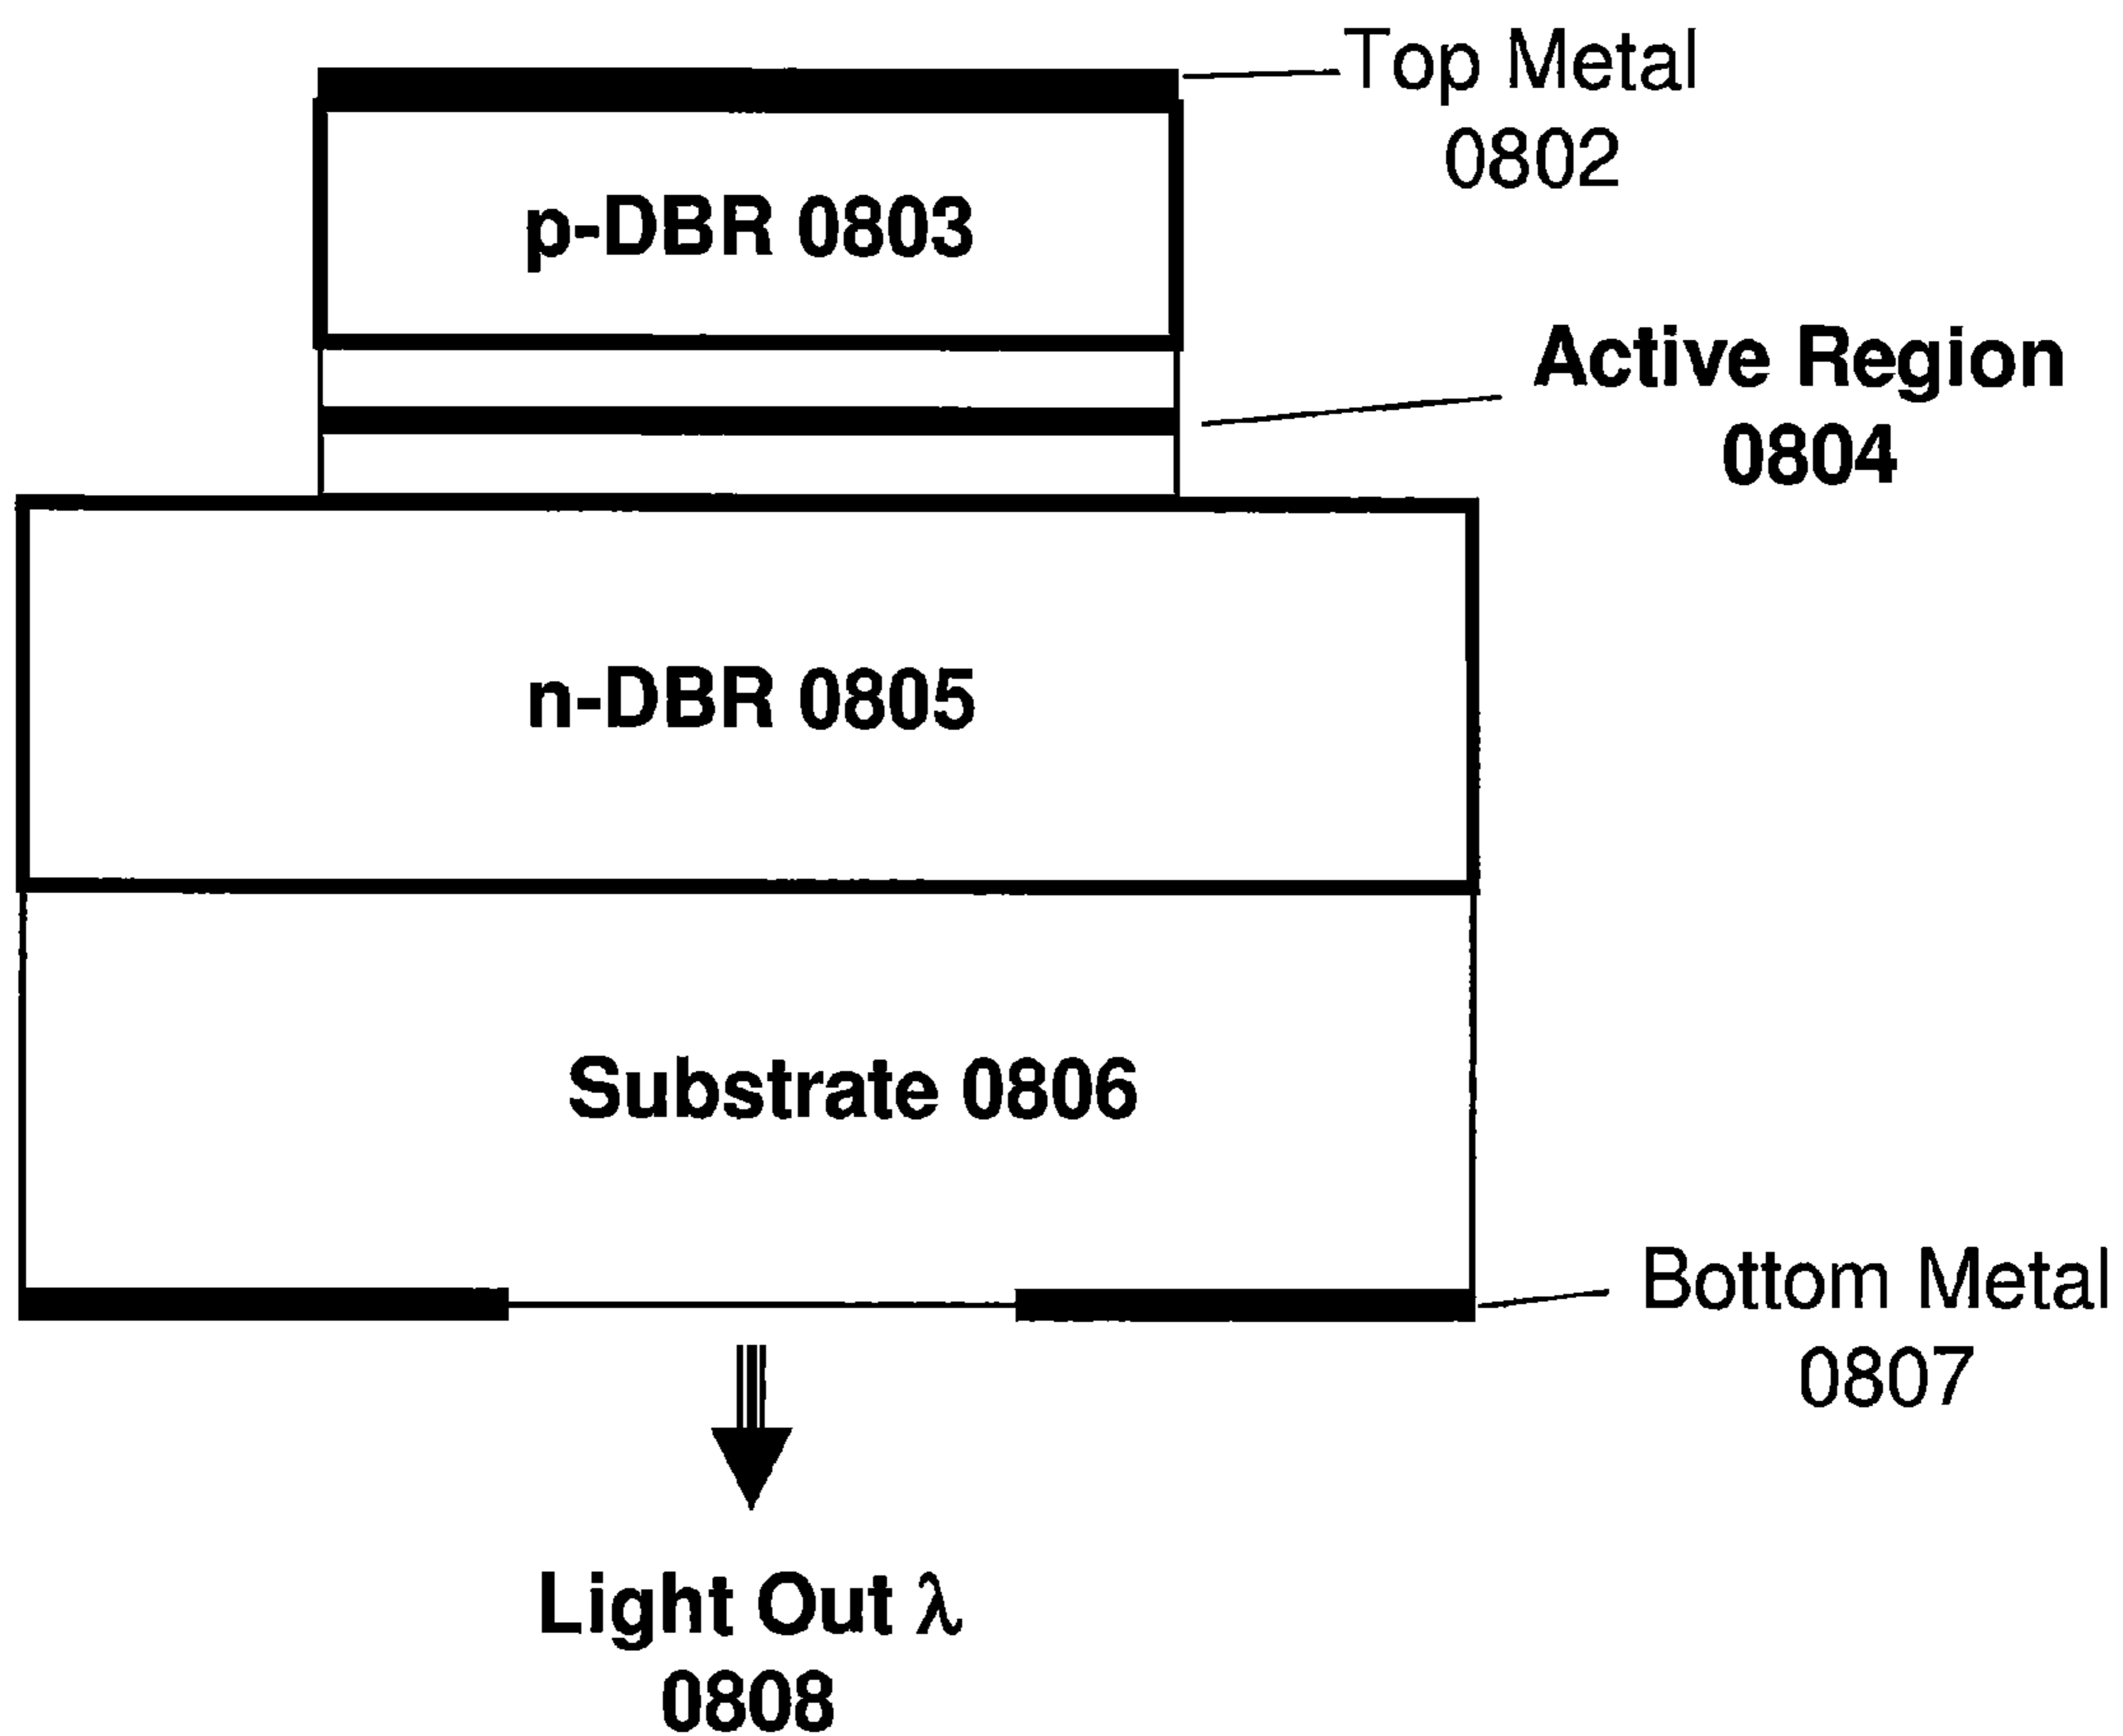 Top Metal
0802
p-DBR 0803
Active Region
0804
n-DBR 0805
Substrate 0806
Bottom Metal
0807
Light Out λ
0808